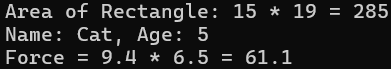 Area of Rectangle: 15 * 19 = 285
Name: Cat, Age: 5
Force = 9.4 * 6.5 = 61.1